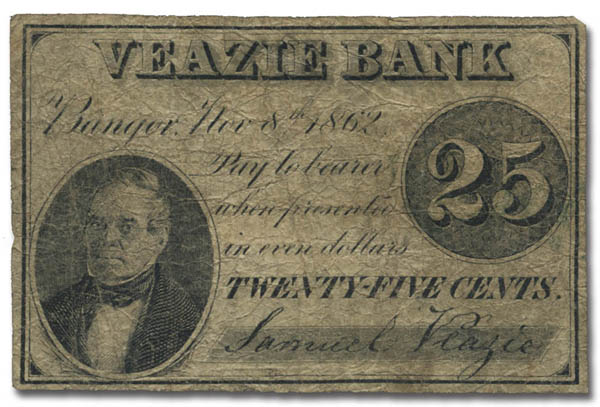 VEAZIE BANK
Bangor, Nov 8th 1862.
25
Pay to bearer
when presented
in even dollars
TWENTY-FIVE CENTS.
Samuel Veazie